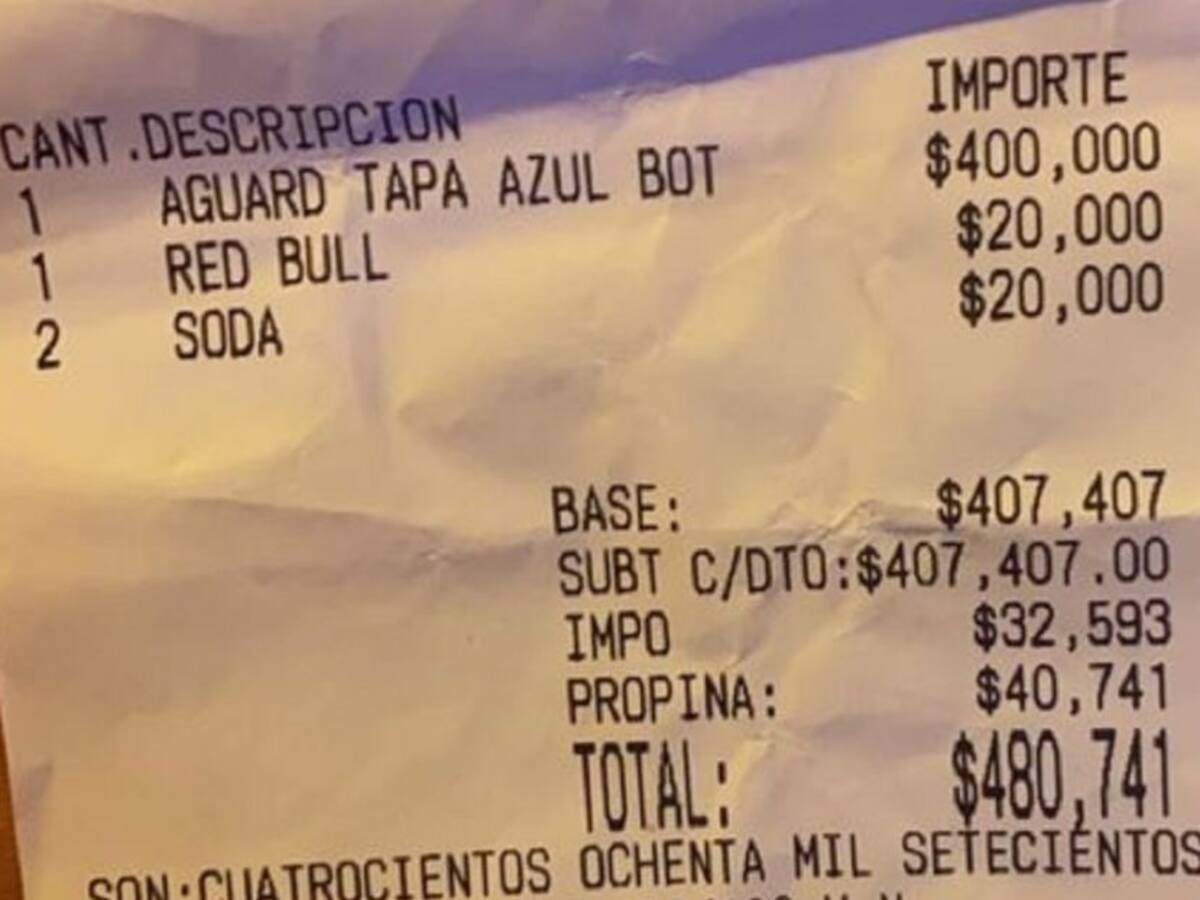 CANT.DESCRIPCION IMPORTE
1 AGUARD TAPA AZUL BOT $400,000
1 RED BULL $20,000
2 SODA $20,000
BASE: $407,407
SUBT C/DTO:$407,407.00
IMPO $32,593
PROPINA: $40,741
TOTAL: $480,741
SON:CUATROCIENTOS OCHENTA MIL SETECIENTOS